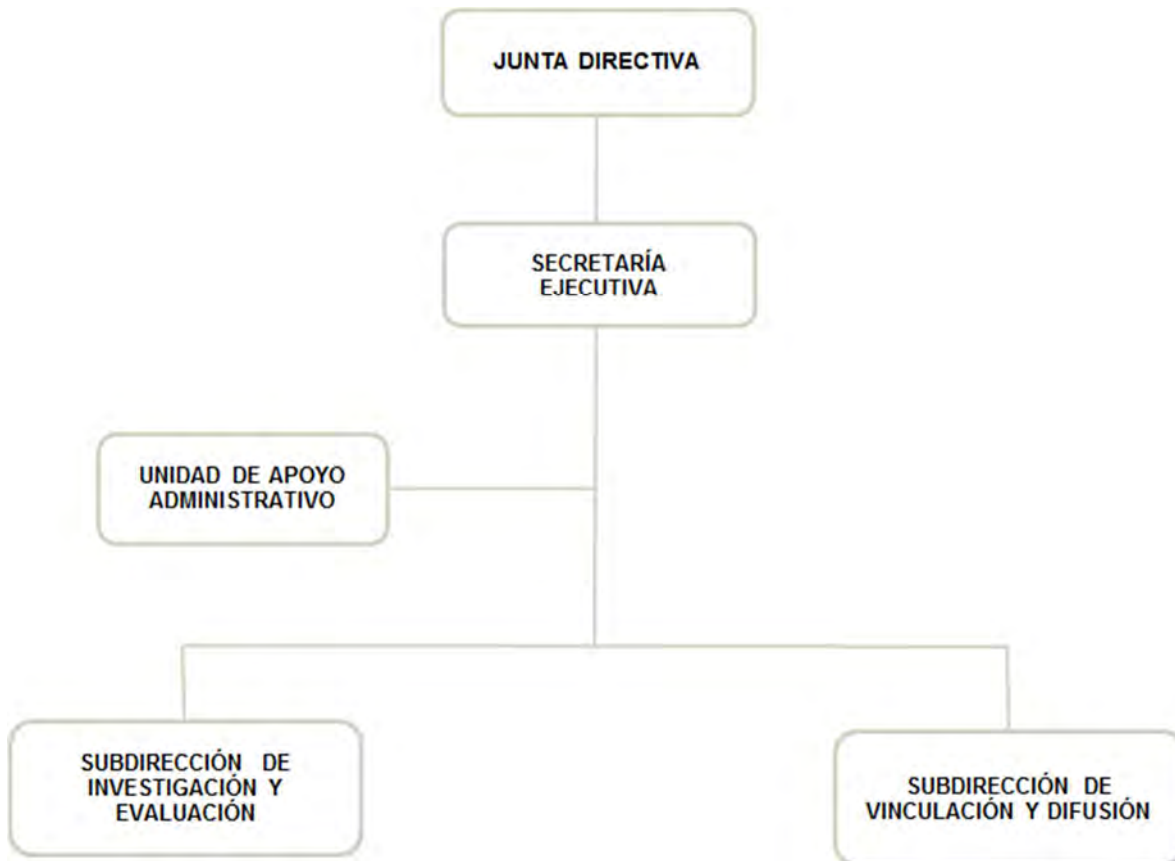 JUNTA DIRECTIVA
SECRETARÍA
EJECUTIVA
UNIDAD DE APOYO
ADMINISTRATIVO
SUBDIRECCIÓN DE
INVESTIGACIÓN Y
EVALUACIÓN
SUBDIRECCIÓN DE
VINCULACIÓN Y DIFUSIÓN